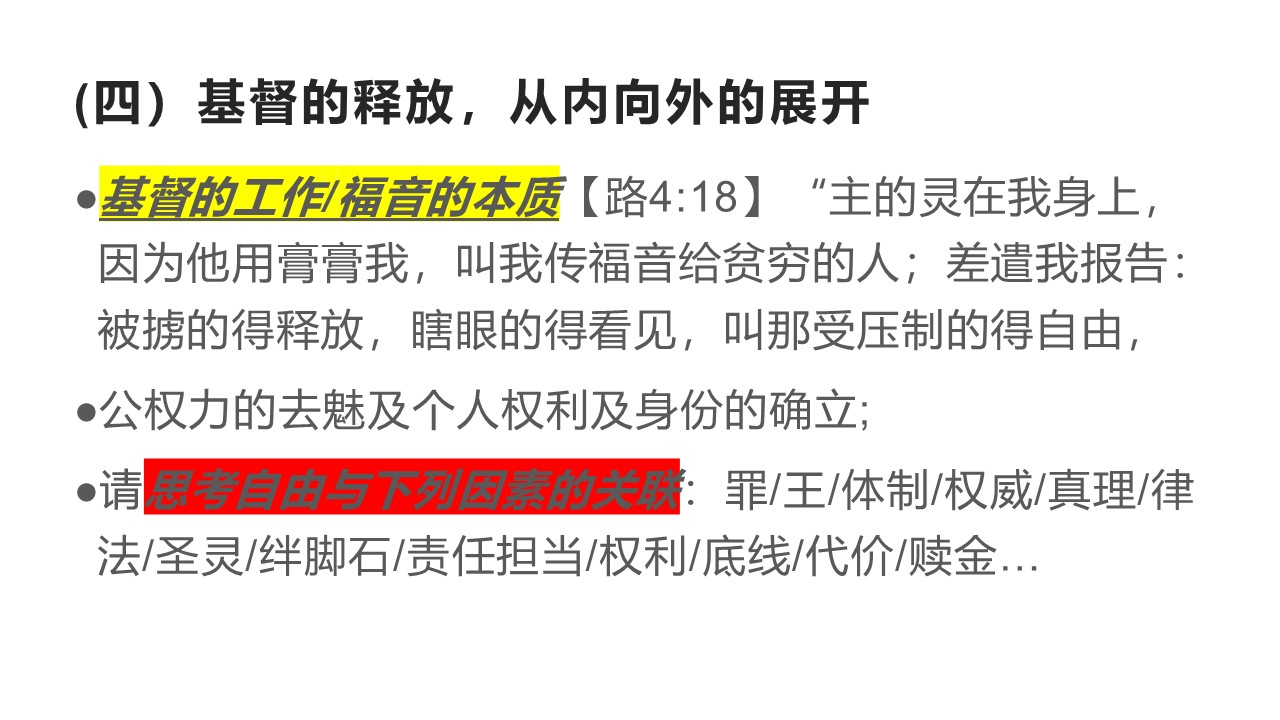 (四）基督的释放，从内向外的展开
●基督的工作/福音的本质【路4:18】“主的灵在我身上，
因为他用膏膏我，叫我传福音给贫穷的人；差遣我报告：
被掳的得释放，瞎眼的得看见，叫那受压制的得自由，
●公权力的去魅及个人权利及身份的确立;
●请思考自由与下列因素的关联：罪/王/体制/权威/真理/律
法/圣灵/绊脚石/责任担当/权利/底线/代价/赎金…